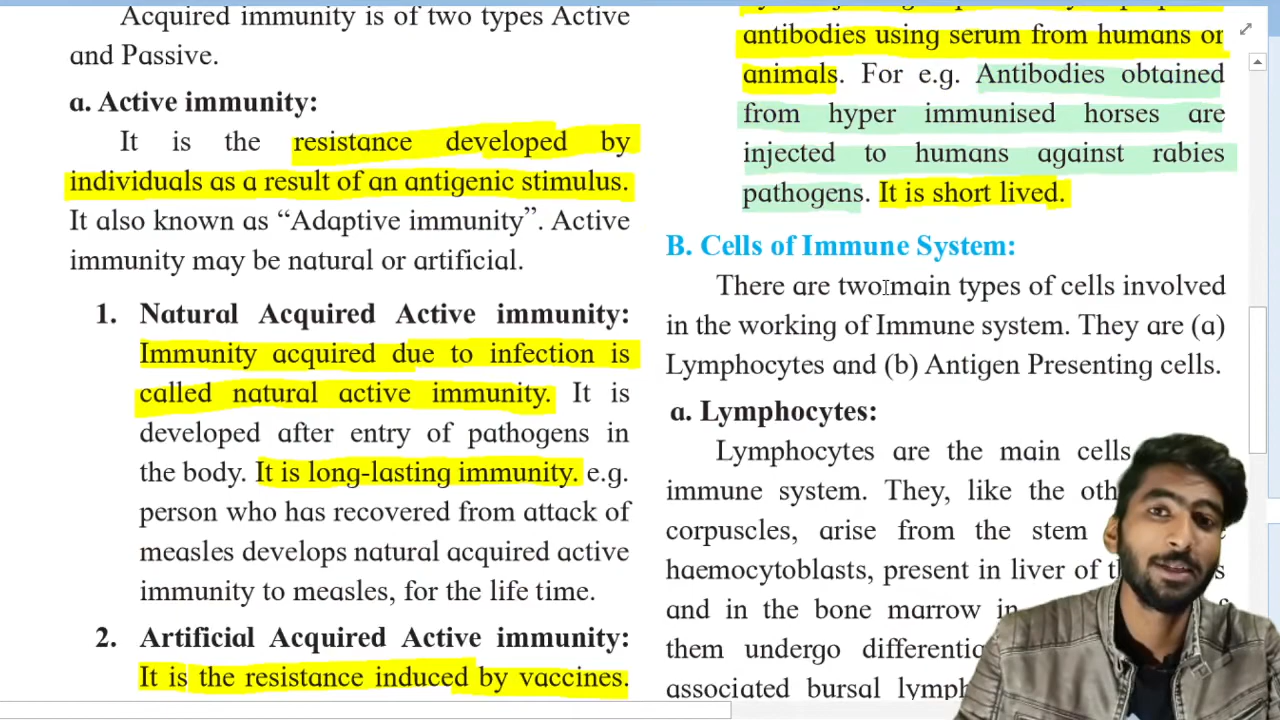 Acquired immunity is of two types Active
and Passive.
a. Active immunity:
It is the resistance developed by
individuals as a result of an antigenic stimulus.
It also known as “Adaptive immunity”. Active
immunity may be natural or artificial.
1. Natural Acquired Active immunity:
Immunity acquired due to infection is
called natural active immunity. It is
developed after entry of pathogens in
the body. It is long-lasting immunity. e.g.
person who has recovered from attack of
measles develops natural acquired active
immunity to measles, for the life time.
2. Artificial Acquired Active immunity:
It is the resistance induced by vaccines.
antibodies using serum from humans or
animals. For e.g. Antibodies obtained
from hyper immunised horses are
injected to humans against rabies
pathogens. It is short lived.
B. Cells of Immune System:
There are two main types of cells involved
in the working of Immune system. They are (a)
Lymphocytes and (b) Antigen Presenting cells.
a. Lymphocytes:
Lymphocytes are the main cells
immune system. They, like the
corpuscles, arise from the stem
haemocytoblasts, present in liver of
and in the bone marrow in
them undergo
associated bursal